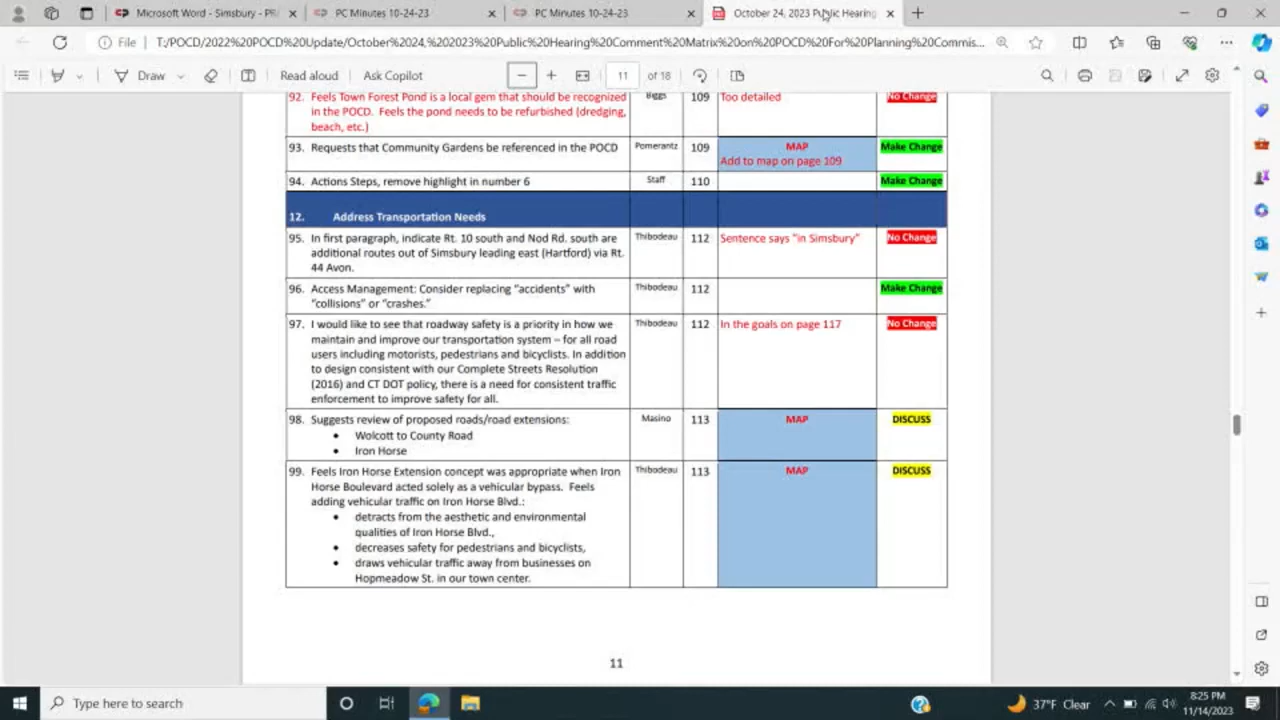 Microsoft Word - Simsbury - PR
PC Minutes 10-24-23
PC Minutes 10-24-23
October 24, 2023 Public Hearing
File
T:/POCD/2022%20POCD%20Update/October%2024,%202023%20Public%20Hearing%20Comment%20Matrix%20on%20POCD%20For%20Planning%20Commis...
Draw
Read aloud
Ask Copilot
11 of 18
92. Feels Town Forest Pond is a local gem that should be recognized Biggs 109 Too detailed No Change
in the POCD. Feels the pond needs to be refurbished (dredging,
beach, etc.)
93. Requests that Community Gardens be referenced in the POCD Pomerantz 109 MAP Make Change
Add to map on page 109
94. Actions Steps, remove highlight in number 6 Staff 110 Make Change
12. Address Transportation Needs
95. In first paragraph, indicate Rt. 10 south and Nod Rd. south are Thibodeau 112 Sentence says "in Simsbury" No Change
additional routes out of Simsbury leading east (Hartford) via Rt.
44 Avon.
96. Access Management: Consider replacing "accidents" with Thibodeau 112 Make Change
"collisions" or "crashes."
97. I would like to see that roadway safety is a priority in how we Thibodeau 112 In the goals on page 117 No Change
maintain and improve our transportation system – for all road
users including motorists, pedestrians and bicyclists. In addition
to design consistent with our Complete Streets Resolution
(2016) and CT DOT policy, there is a need for consistent traffic
enforcement to improve safety for all.
98. Suggests review of proposed roads/road extensions: Masino 113 MAP DISCUSS
• Wolcott to County Road
• Iron Horse
99. Feels Iron Horse Extension concept was appropriate when Iron Thibodeau 113 MAP DISCUSS
Horse Boulevard acted solely as a vehicular bypass. Feels
adding vehicular traffic on Iron Horse Blvd.:
• detracts from the aesthetic and environmental
qualities of Iron Horse Blvd.,
• decreases safety for pedestrians and bicyclists,
• draws vehicular traffic away from businesses on
Hopmeadow St. in our town center.
11
Type here to search
37°F Clear
8:25 PM
11/14/2023